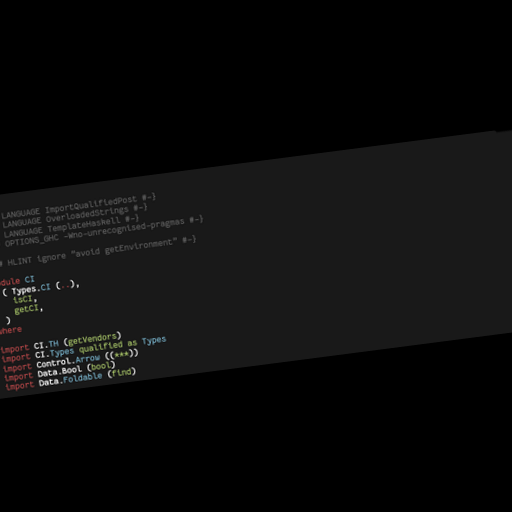 LANGUAGE ImportQualifiedPost #-}
LANGUAGE OverloadedStrings #-}
LANGUAGE TemplateHaskell #-}
OPTIONS_GHC -Wno-unrecognised-pragmas #-}
# HLINT ignore "avoid getEnvironment" #-}
dule CI
( Types.CI (..),
isCI,
getCI,
)
where
import CI.TH (getVendors)
import CI.Types qualified as Types
import Control.Arrow ((***))
import Data.Bool (bool)
import Data.Foldable (find)